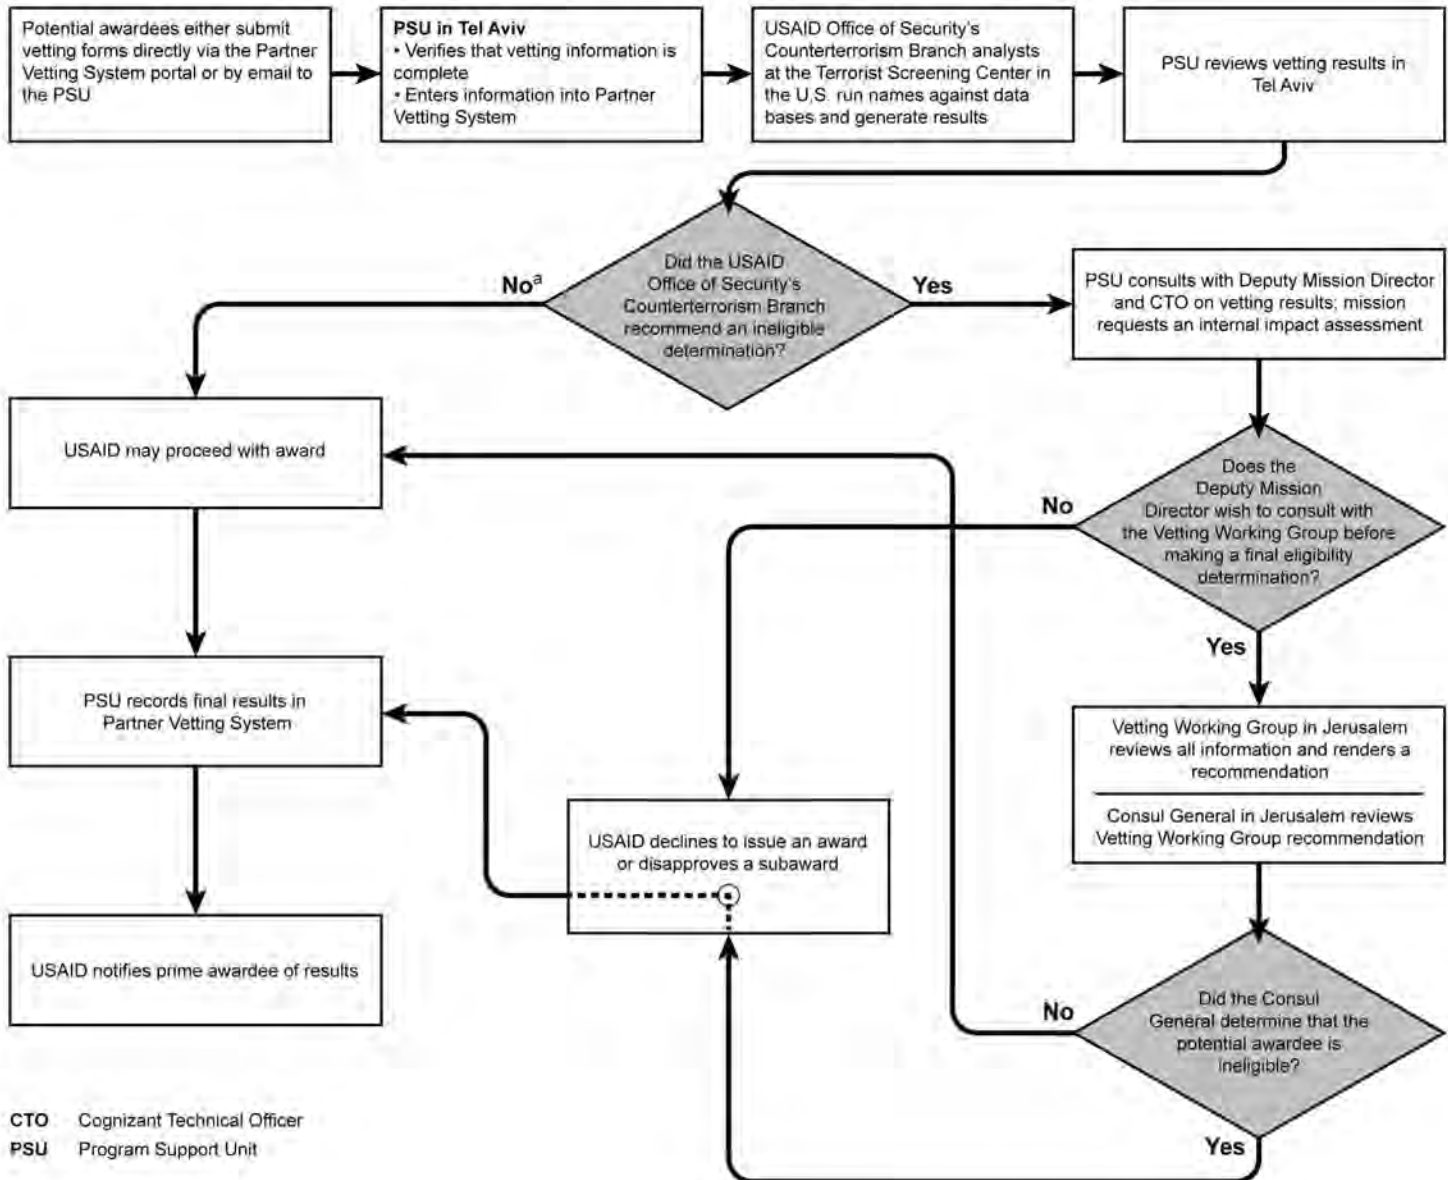 Potential awardees either submit
vetting forms directly via the Partner
Vetting System portal or by email to
the PSU
PSU in Tel Aviv
• Verifies that vetting information is
complete
• Enters information into Partner
Vetting System
USAID Office of Security's
Counterterrorism Branch analysts
at the Terrorist Screening Center in
the U.S. run names against data
bases and generate results
PSU reviews vetting results in
Tel Aviv
Did the USAID
Office of Security's
Counterterrorism Branch
recommend an ineligible
determination?
Noª
Yes
PSU consults with Deputy Mission Director
and CTO on vetting results; mission
requests an internal impact assessment
USAID may proceed with award
Does the
Deputy Mission
Director wish to consult with
the Vetting Working Group before
making a final eligibility
determination?
No
Yes
PSU records final results in
Partner Vetting System
Vetting Working Group in Jerusalem
reviews all information and renders a
recommendation
Consul General in Jerusalem reviews
Vetting Working Group recommendation
USAID declines to issue an award
or disapproves a subaward
USAID notifies prime awardee of results
Did the Consul
General determine that the
potential awardee is
ineligible?
No
Yes
CTO Cognizant Technical Officer
PSU Program Support Unit